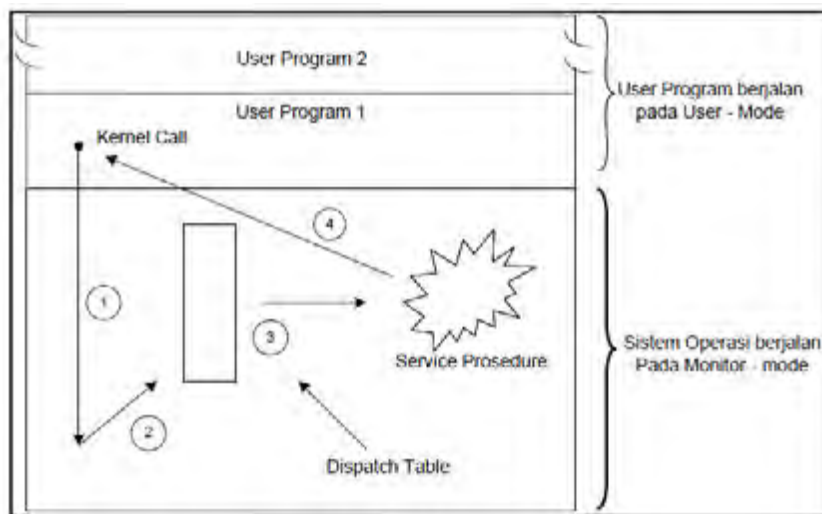 User Program 2
User Program 1
User Program berjalan
pada User - Mode
Kernel Call
4
1
3
2
Service Prosedure
Dispatch Table
Sistem Operasi berjalan
Pada Monitor - mode